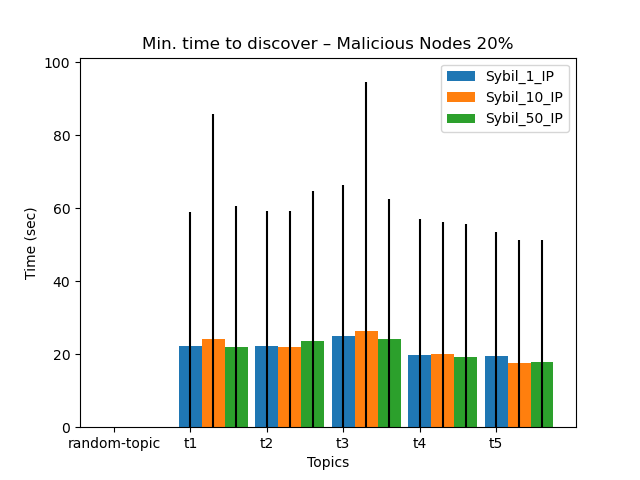 Min. time to discover – Malicious Nodes 20%
Sybil_1_IP
Sybil_10_IP
Sybil_50_IP
100
80
60
40
20
0
Time (sec)
random-topic t1 t2 t3 t4 t5
Topics